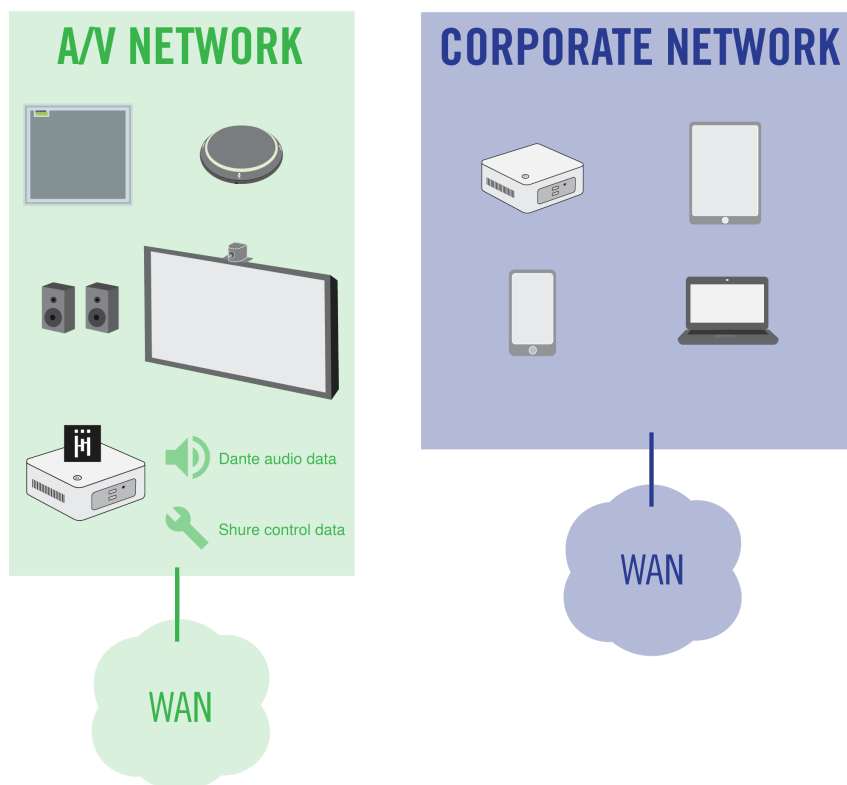 A/V NETWORK
CORPORATE NETWORK
Dante audio data
Shure control data
WAN
WAN